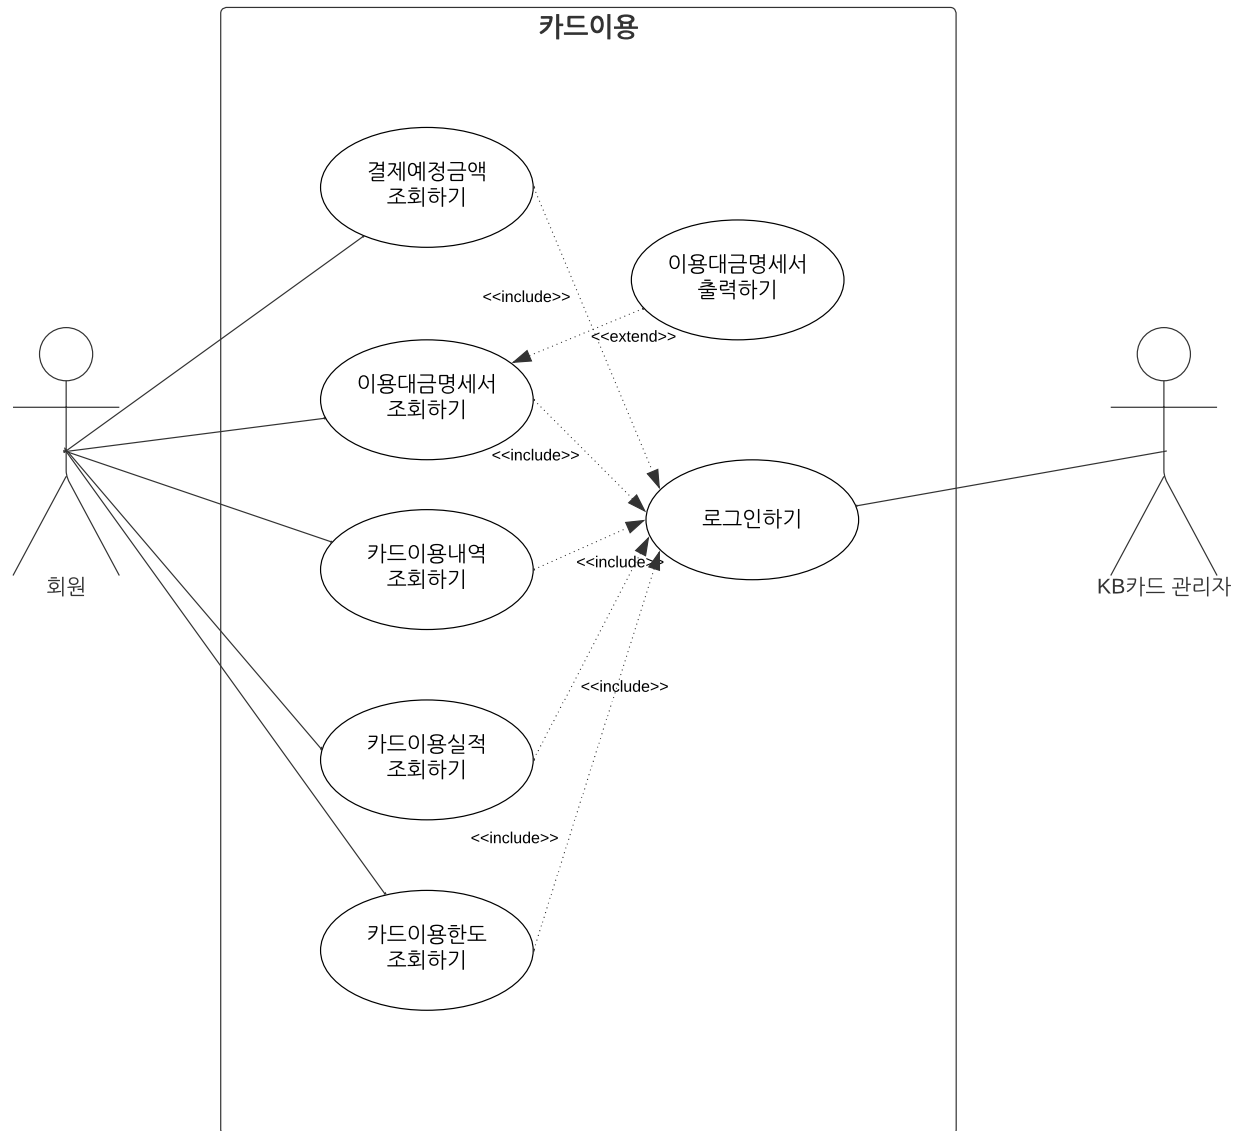 카드이용
결제예정금액
조회하기
이용대금명세서
출력하기
<<include>>
<<extend>>
이용대금명세서
조회하기
<<include>>
로그인하기
카드이용내역
조회하기
<<include>>
회원
KB카드 관리자
<<include>>
카드이용실적
조회하기
<<include>>
카드이용한도
조회하기